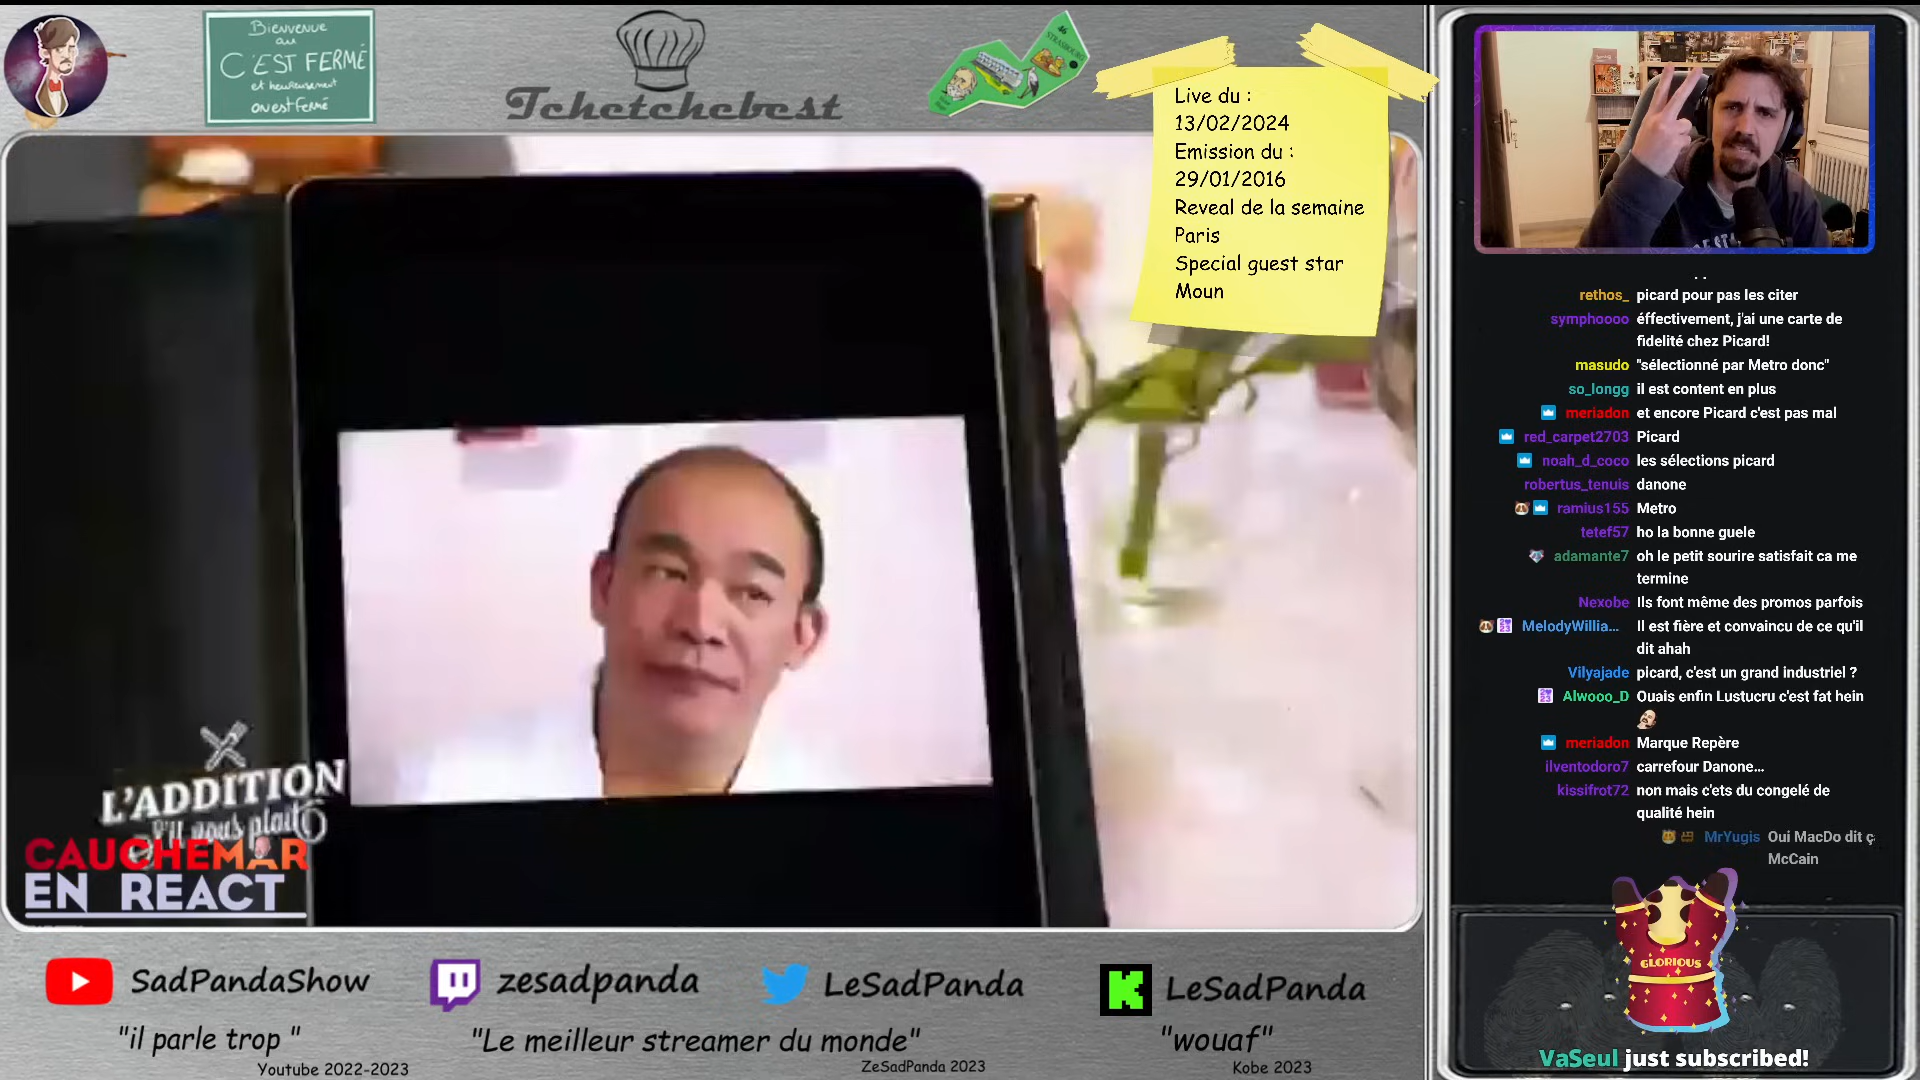 Bienvenue
au
C'EST FERMÉ
et heureusement
on est fermé
Tchetchebest
STRASBOURG
Live du :
13/02/2024
Emission du :
29/01/2016
Reveal de la semaine
Paris
Special guest star
Moun
L'ADDITION
s'il vous plaît
CAUCHEMAR
EN REACT
SadPandaShow
zesadpanda
LeSadPanda
LeSadPanda
"il parle trop "
"Le meilleur streamer du monde"
"wouaf"
Youtube 2022-2023
ZeSadPanda 2023
Kobe 2023
rethos_ picard pour pas les citer
symphoooo éffectivement, j'ai une carte de
fidelité chez Picard!
masudo "sélectionné par Metro donc"
so_longg il est content en plus
meriadon et encore Picard c'est pas mal
red_carpet2703 Picard
noah_d_coco les sélections picard
robertus_tenuis danone
ramius155 Metro
tetef57 ho la bonne guele
adamante7 oh le petit sourire satisfait ca me
termine
Nexobe Ils font même des promos parfois
MelodyWillia... Il est fière et convaincu de ce qu'il
dit ahah
Vilyajade picard, c'est un grand industriel ?
Alwooo_D Ouais enfin Lustucru c'est fat hein
meriadon Marque Repère
ilventodoro7 carrefour Danone...
kissifrot72 non mais c'ets du congelé de
qualité hein
MrYugis Oui MacDo dit ç
McCain
GLORIOUS
VaSeul just subscribed!